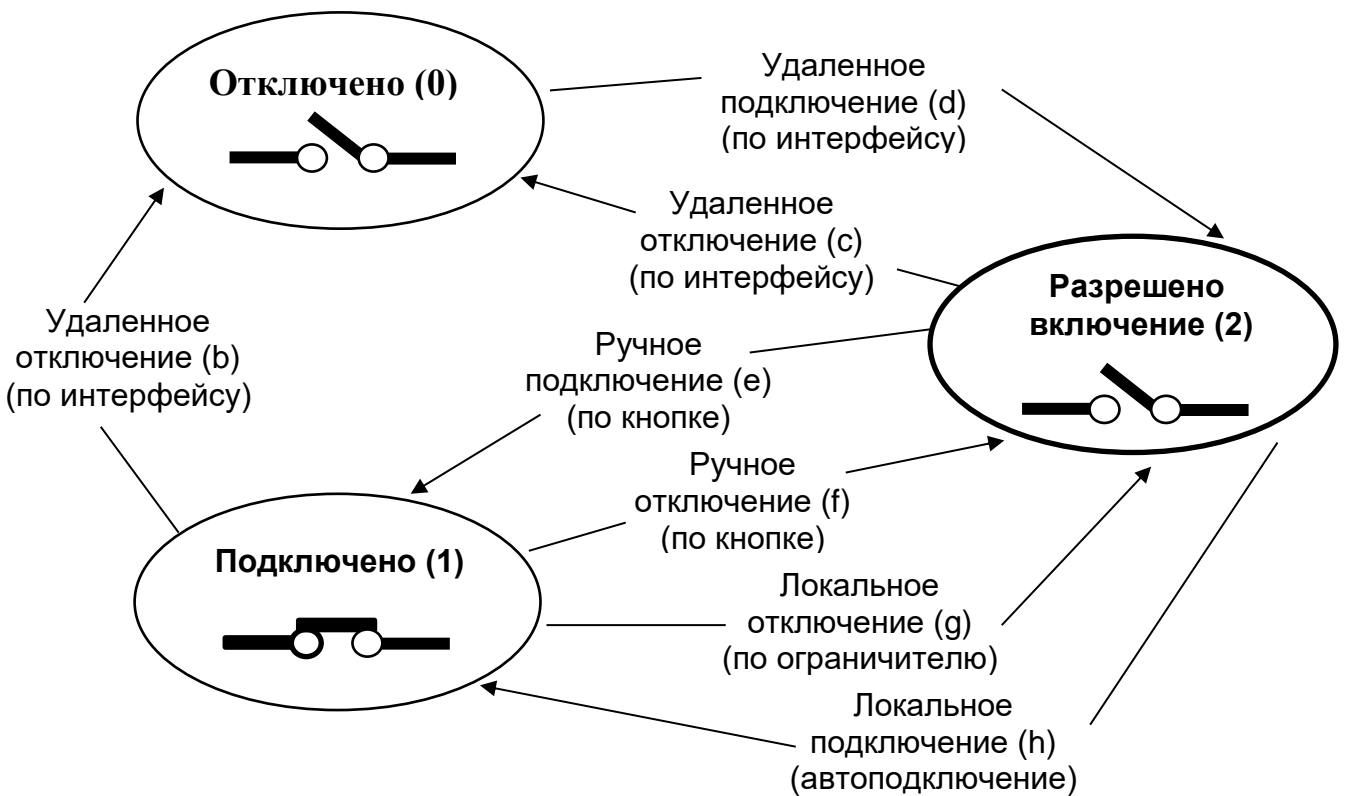 Отключено (0)
Удаленное
подключение (d)
(по интерфейсу)
Удаленное
отключение (c)
(по интерфейсу)
Разрешено
включение (2)
Удаленное
отключение (b)
(по интерфейсу)
Ручное
подключение (e)
(по кнопке)
Ручное
отключение (f)
(по кнопке)
Подключено (1)
Локальное
отключение (g)
(по ограничителю)
Локальное
подключение (h)
(автоподключение)